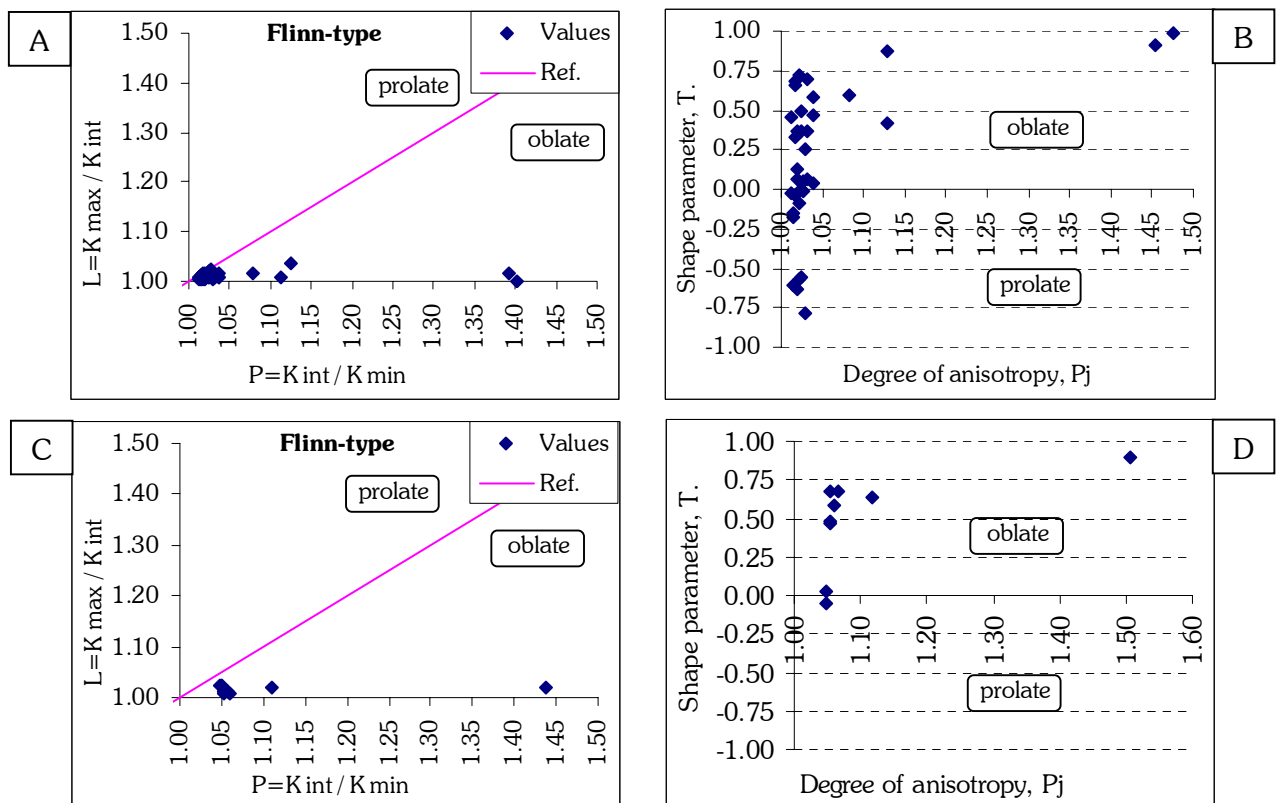 A
Flinn-type
Values
Ref.
prolate
oblate
L=K max / K int
1.50
1.40
1.30
1.20
1.10
1.00
1.00 1.05 1.10 1.15 1.20 1.25 1.30 1.35 1.40 1.45 1.50
P=K int / K min
B
Shape parameter, T.
1.00
0.75
0.50
0.25
0.00
-0.25
-0.50
-0.75
-1.00
oblate
1.00 1.05 1.10 1.15 1.20 1.25 1.30 1.35 1.40 1.45 1.50
prolate
Degree of anisotropy, Pj
C
Flinn-type
Values
Ref.
prolate
oblate
L=K max / K int
1.50
1.40
1.30
1.20
1.10
1.00
1.00 1.05 1.10 1.15 1.20 1.25 1.30 1.35 1.40 1.45 1.50
P=K int / K min
D
Shape parameter, T.
1.00
0.75
0.50
0.25
0.00
-0.25
-0.50
-0.75
-1.00
oblate
1.00 1.10 1.20 1.30 1.40 1.50 1.60
prolate
Degree of anisotropy, Pj